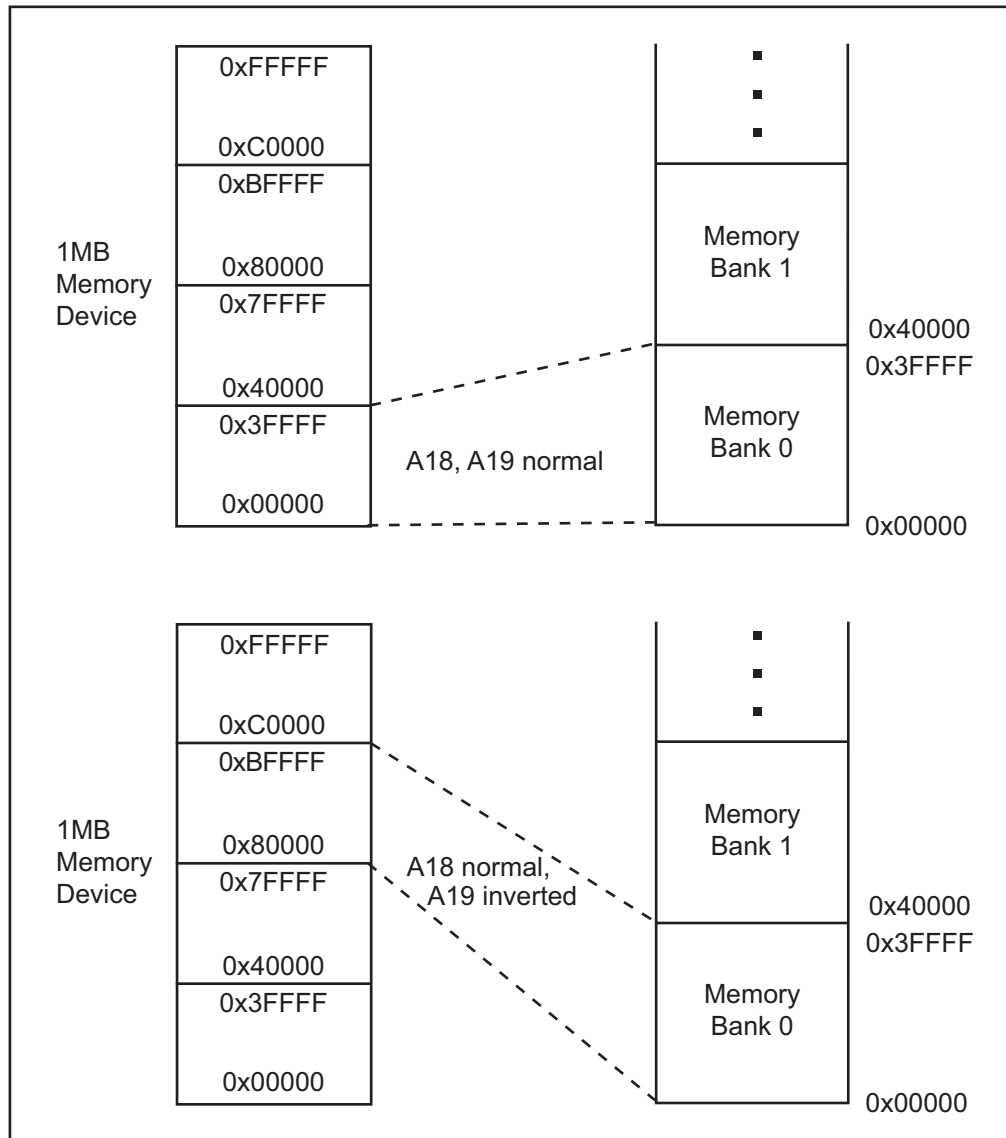 0xFFFFF
0xC0000
0xBFFFF
0x80000
0x7FFFF
0x40000
0x3FFFF
0x00000
1MB
Memory
Device
A18, A19 normal
Memory
Bank 1
0x40000
0x3FFFF
Memory
Bank 0
0x00000
0xFFFFF
0xC0000
0xBFFFF
0x80000
0x7FFFF
0x40000
0x3FFFF
0x00000
1MB
Memory
Device
A18 normal,
A19 inverted
Memory
Bank 1
0x40000
0x3FFFF
Memory
Bank 0
0x00000